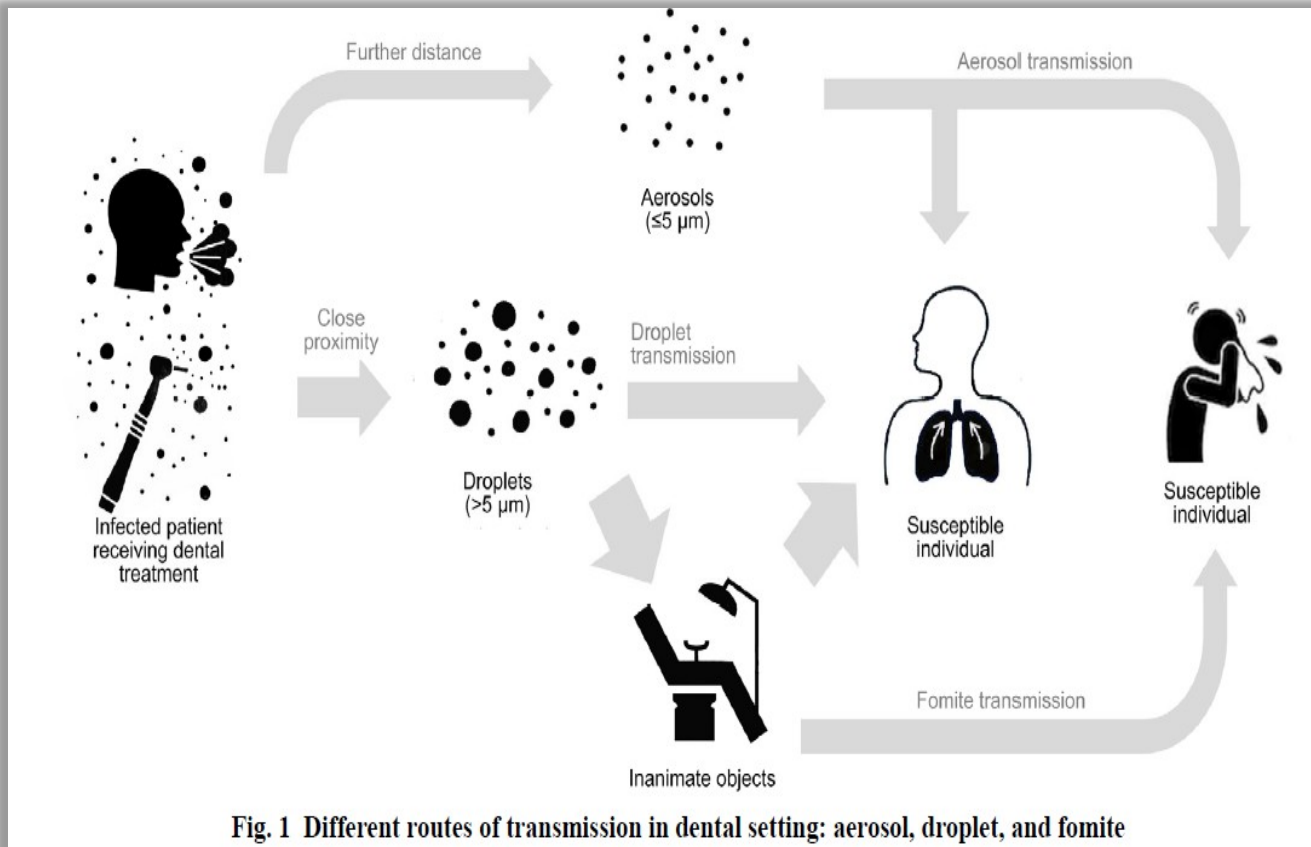 Further distance
Aerosol transmission
Aerosols
(≤5 µm)
Close
proximity
Droplet
transmission
Droplets
(>5 µm)
Infected patient
receiving dental
treatment
Susceptible
individual
Susceptible
individual
Fomite transmission
Inanimate objects
Fig. 1 Different routes of transmission in dental setting: aerosol, droplet, and fomite